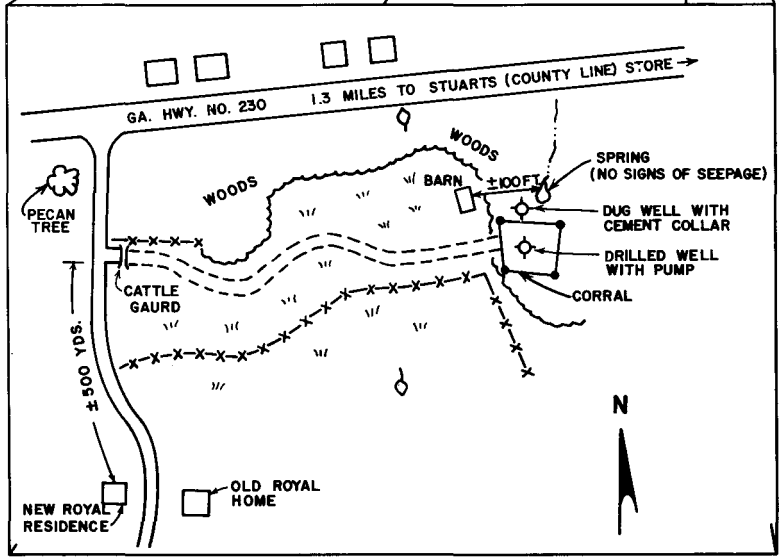 GA. HWY. NO. 230
1.3 MILES TO STUARTS (COUNTY LINE) STORE
WOODS
WOODS
BARN
±100FT
SPRING
(NO SIGNS OF SEEPAGE)
DUG WELL WITH
CEMENT COLLAR
DRILLED WELL
WITH PUMP
CORRAL
PECAN
TREE
CATTLE
GAURD
±500 YDS.
N
NEW ROYAL
RESIDENCE
OLD ROYAL
HOME